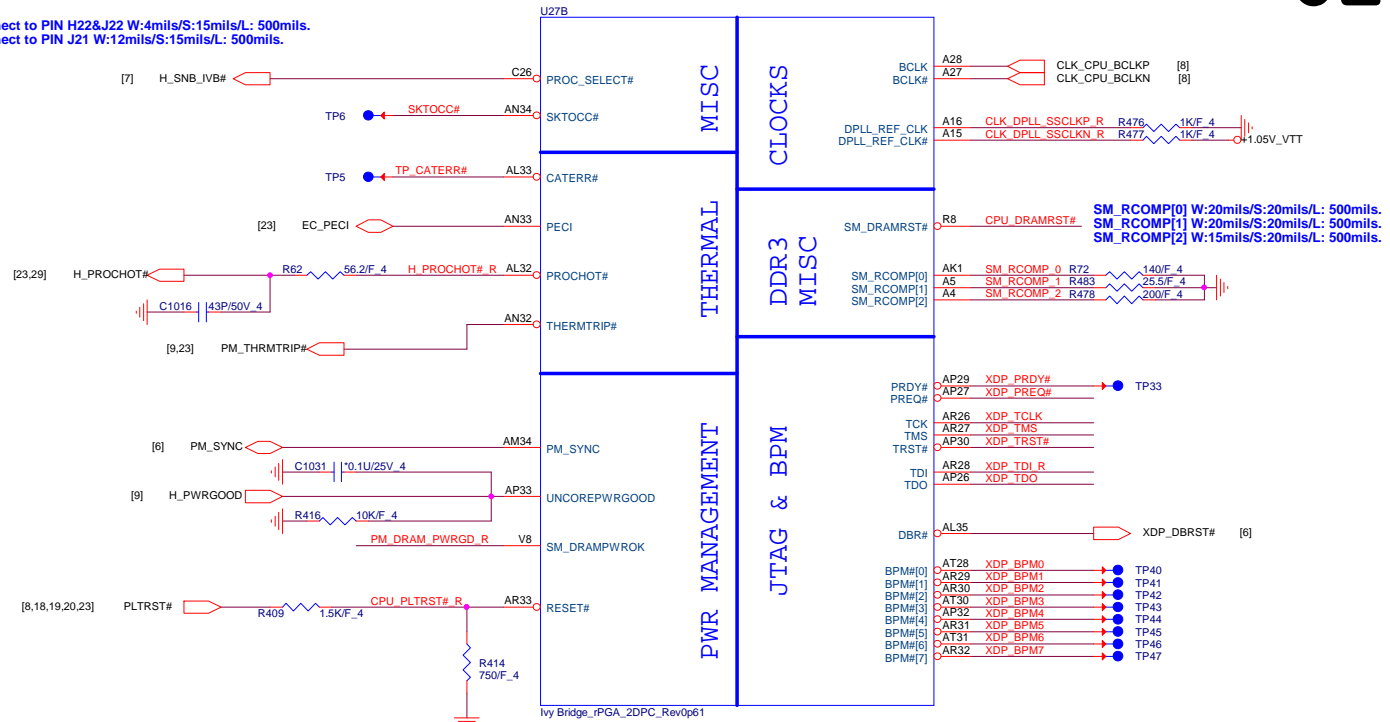 U27B
ect to PIN H22&J22 W:4mils/S:15mils/L: 500mils.
ect to PIN J21 W:12mils/S:15mils/L: 500mils.
[7] H_SNB_IVB# C26 PROC_SELECT#
TP6 SKTOCC# AN34 SKTOCC#
MISC
TP5 TP_CATERR# AL33 CATERR#
[23] EC_PECI AN33 PECI
[23,29] H_PROCHOT# R62 56.2/F_4 H_PROCHOT#_R AL32 PROCHOT#
C1016 43P/50V_4
AN32 THERMTRIP#
[9,23] PM_THRMTRIP#
THERMAL
[6] PM_SYNC AM34 PM_SYNC
C1031 *0.1U/25V_4
[9] H_PWRGOOD AP33 UNCOREPWRGOOD
R416 10K/F_4
PM_DRAM_PWRGD_R V8 SM_DRAMPWROK
[8,18,19,20,23] PLTRST# R409 1.5K/F_4 CPU_PLTRST#_R AR33 RESET#
R414
750/F_4
PWR MANAGEMENT
CLOCKS
BCLK A28 CLK_CPU_BCLKP [8]
BCLK# A27 CLK_CPU_BCLKN [8]
DPLL_REF_CLK A16 CLK_DPLL_SSCLKP_R R476 1K/F_4
DPLL_REF_CLK# A15 CLK_DPLL_SSCLKN_R R477 1K/F_4 +1.05V_VTT
DDR3
MISC
SM_DRAMRST# R8 CPU_DRAMRST#
SM_RCOMP[0] W:20mils/S:20mils/L: 500mils.
SM_RCOMP[1] W:20mils/S:20mils/L: 500mils.
SM_RCOMP[2] W:15mils/S:20mils/L: 500mils.
SM_RCOMP[0] AK1 SM_RCOMP_0 R72 140/F_4
SM_RCOMP[1] A5 SM_RCOMP_1 R483 25.5/F_4
SM_RCOMP[2] A4 SM_RCOMP_2 R478 200/F_4
JTAG & BPM
PRDY# AP29 XDP_PRDY# TP33
PREQ# AP27 XDP_PREQ#
TCK AR26 XDP_TCLK
TMS AR27 XDP_TMS
TRST# AP30 XDP_TRST#
TDI AR28 XDP_TDI_R
TDO AP26 XDP_TDO
DBR# AL35 XDP_DBRST# [6]
BPM#[0] AT28 XDP_BPM0 TP40
BPM#[1] AR29 XDP_BPM1 TP41
BPM#[2] AR30 XDP_BPM2 TP42
BPM#[3] AT30 XDP_BPM3 TP43
BPM#[4] AP32 XDP_BPM4 TP44
BPM#[5] AR31 XDP_BPM5 TP45
BPM#[6] AT31 XDP_BPM6 TP46
BPM#[7] AR32 XDP_BPM7 TP47
Ivy Bridge_rPGA_2DPC_Rev0p61